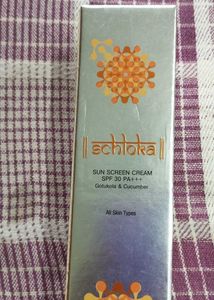 || schloka ||
SUN SCREEN CREAM
SPF 30 PA+++
Gotukola & Cucumber
All Skin Types